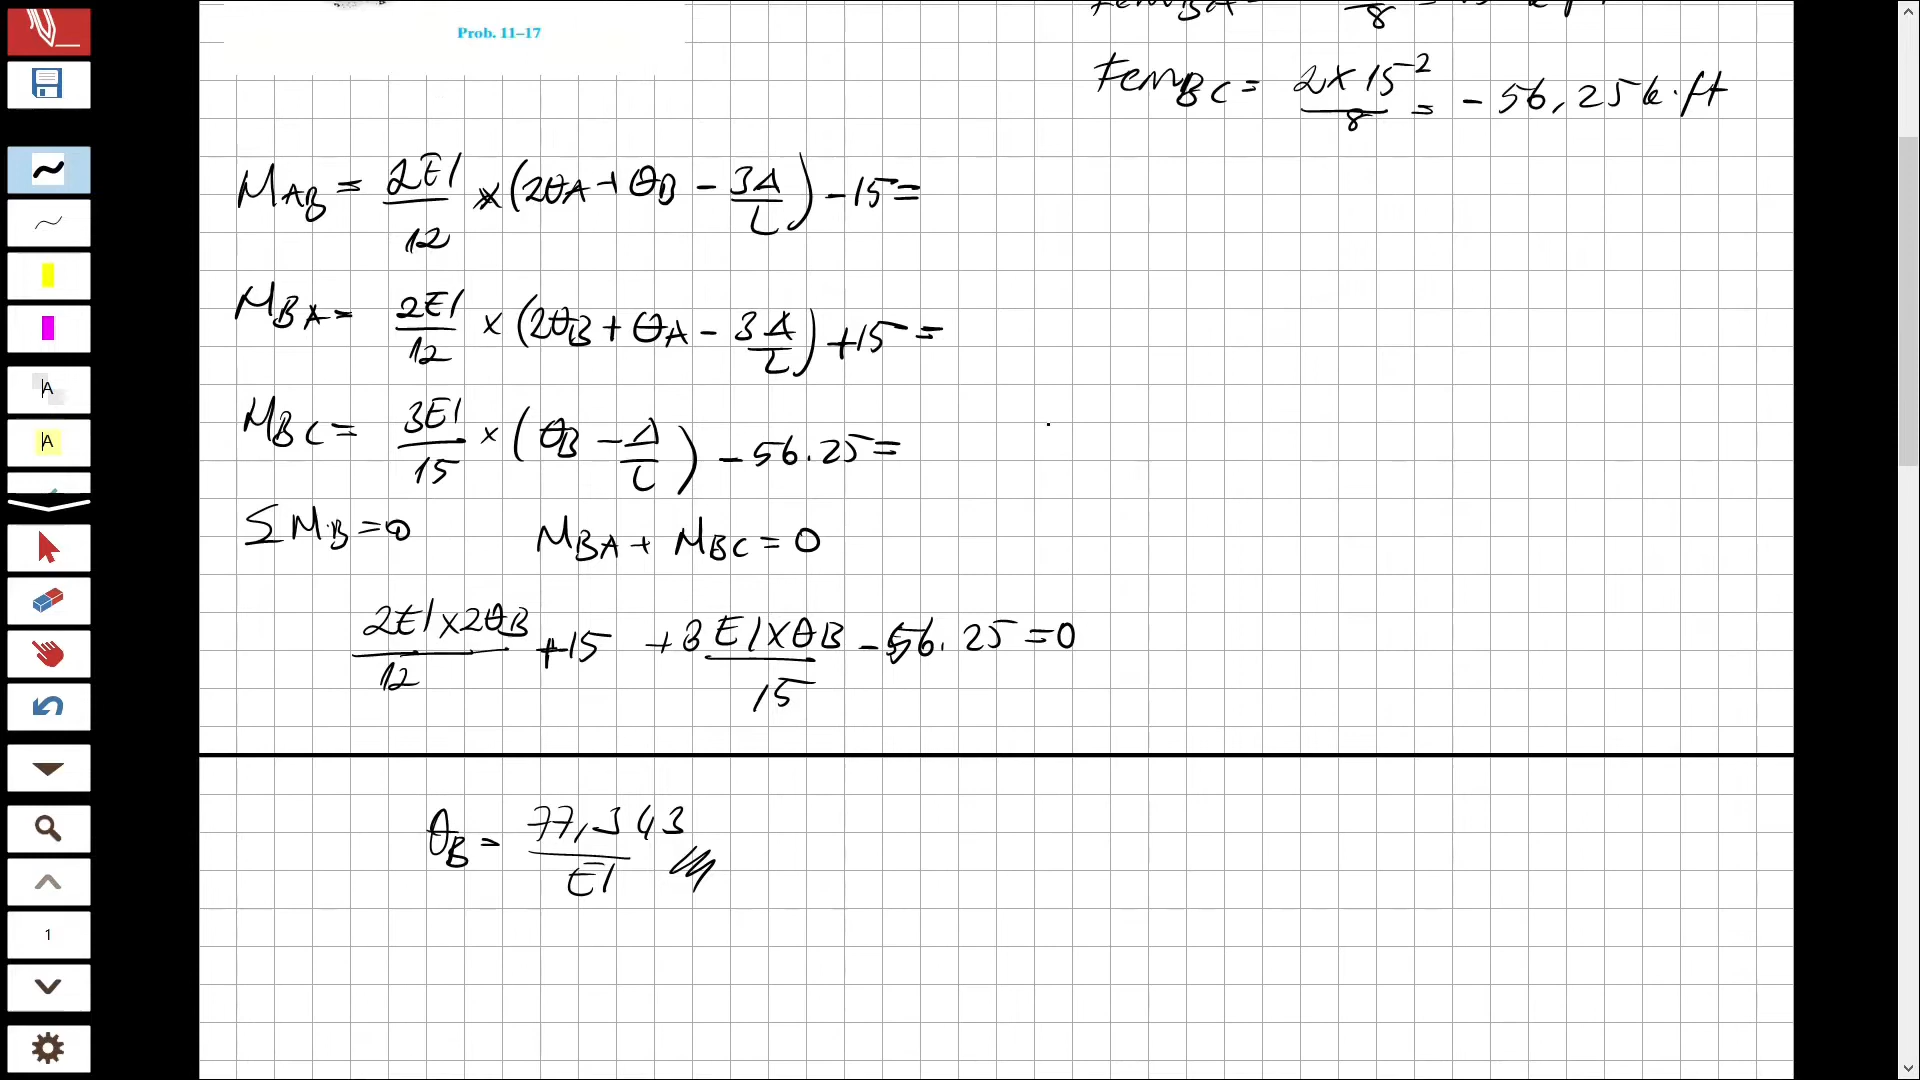 Prob. 11–17
FemBC = 2 × 15² / 8 = - 56,25 k·ft
MAB = 2EI/12 × (2θA + θB - 3Δ/L) - 15 =
MBA = 2EI/12 × (2θB + θA - 3Δ/L) + 15 =
MBC = 3EI/15 × (θB - Δ/L) - 56.25 =
ΣMB = 0 MBA + MBC = 0
2EI×2θB/12 + 15 + 3EI×θB/15 - 56.25 = 0
θB = 77,343/EI
A
A
1